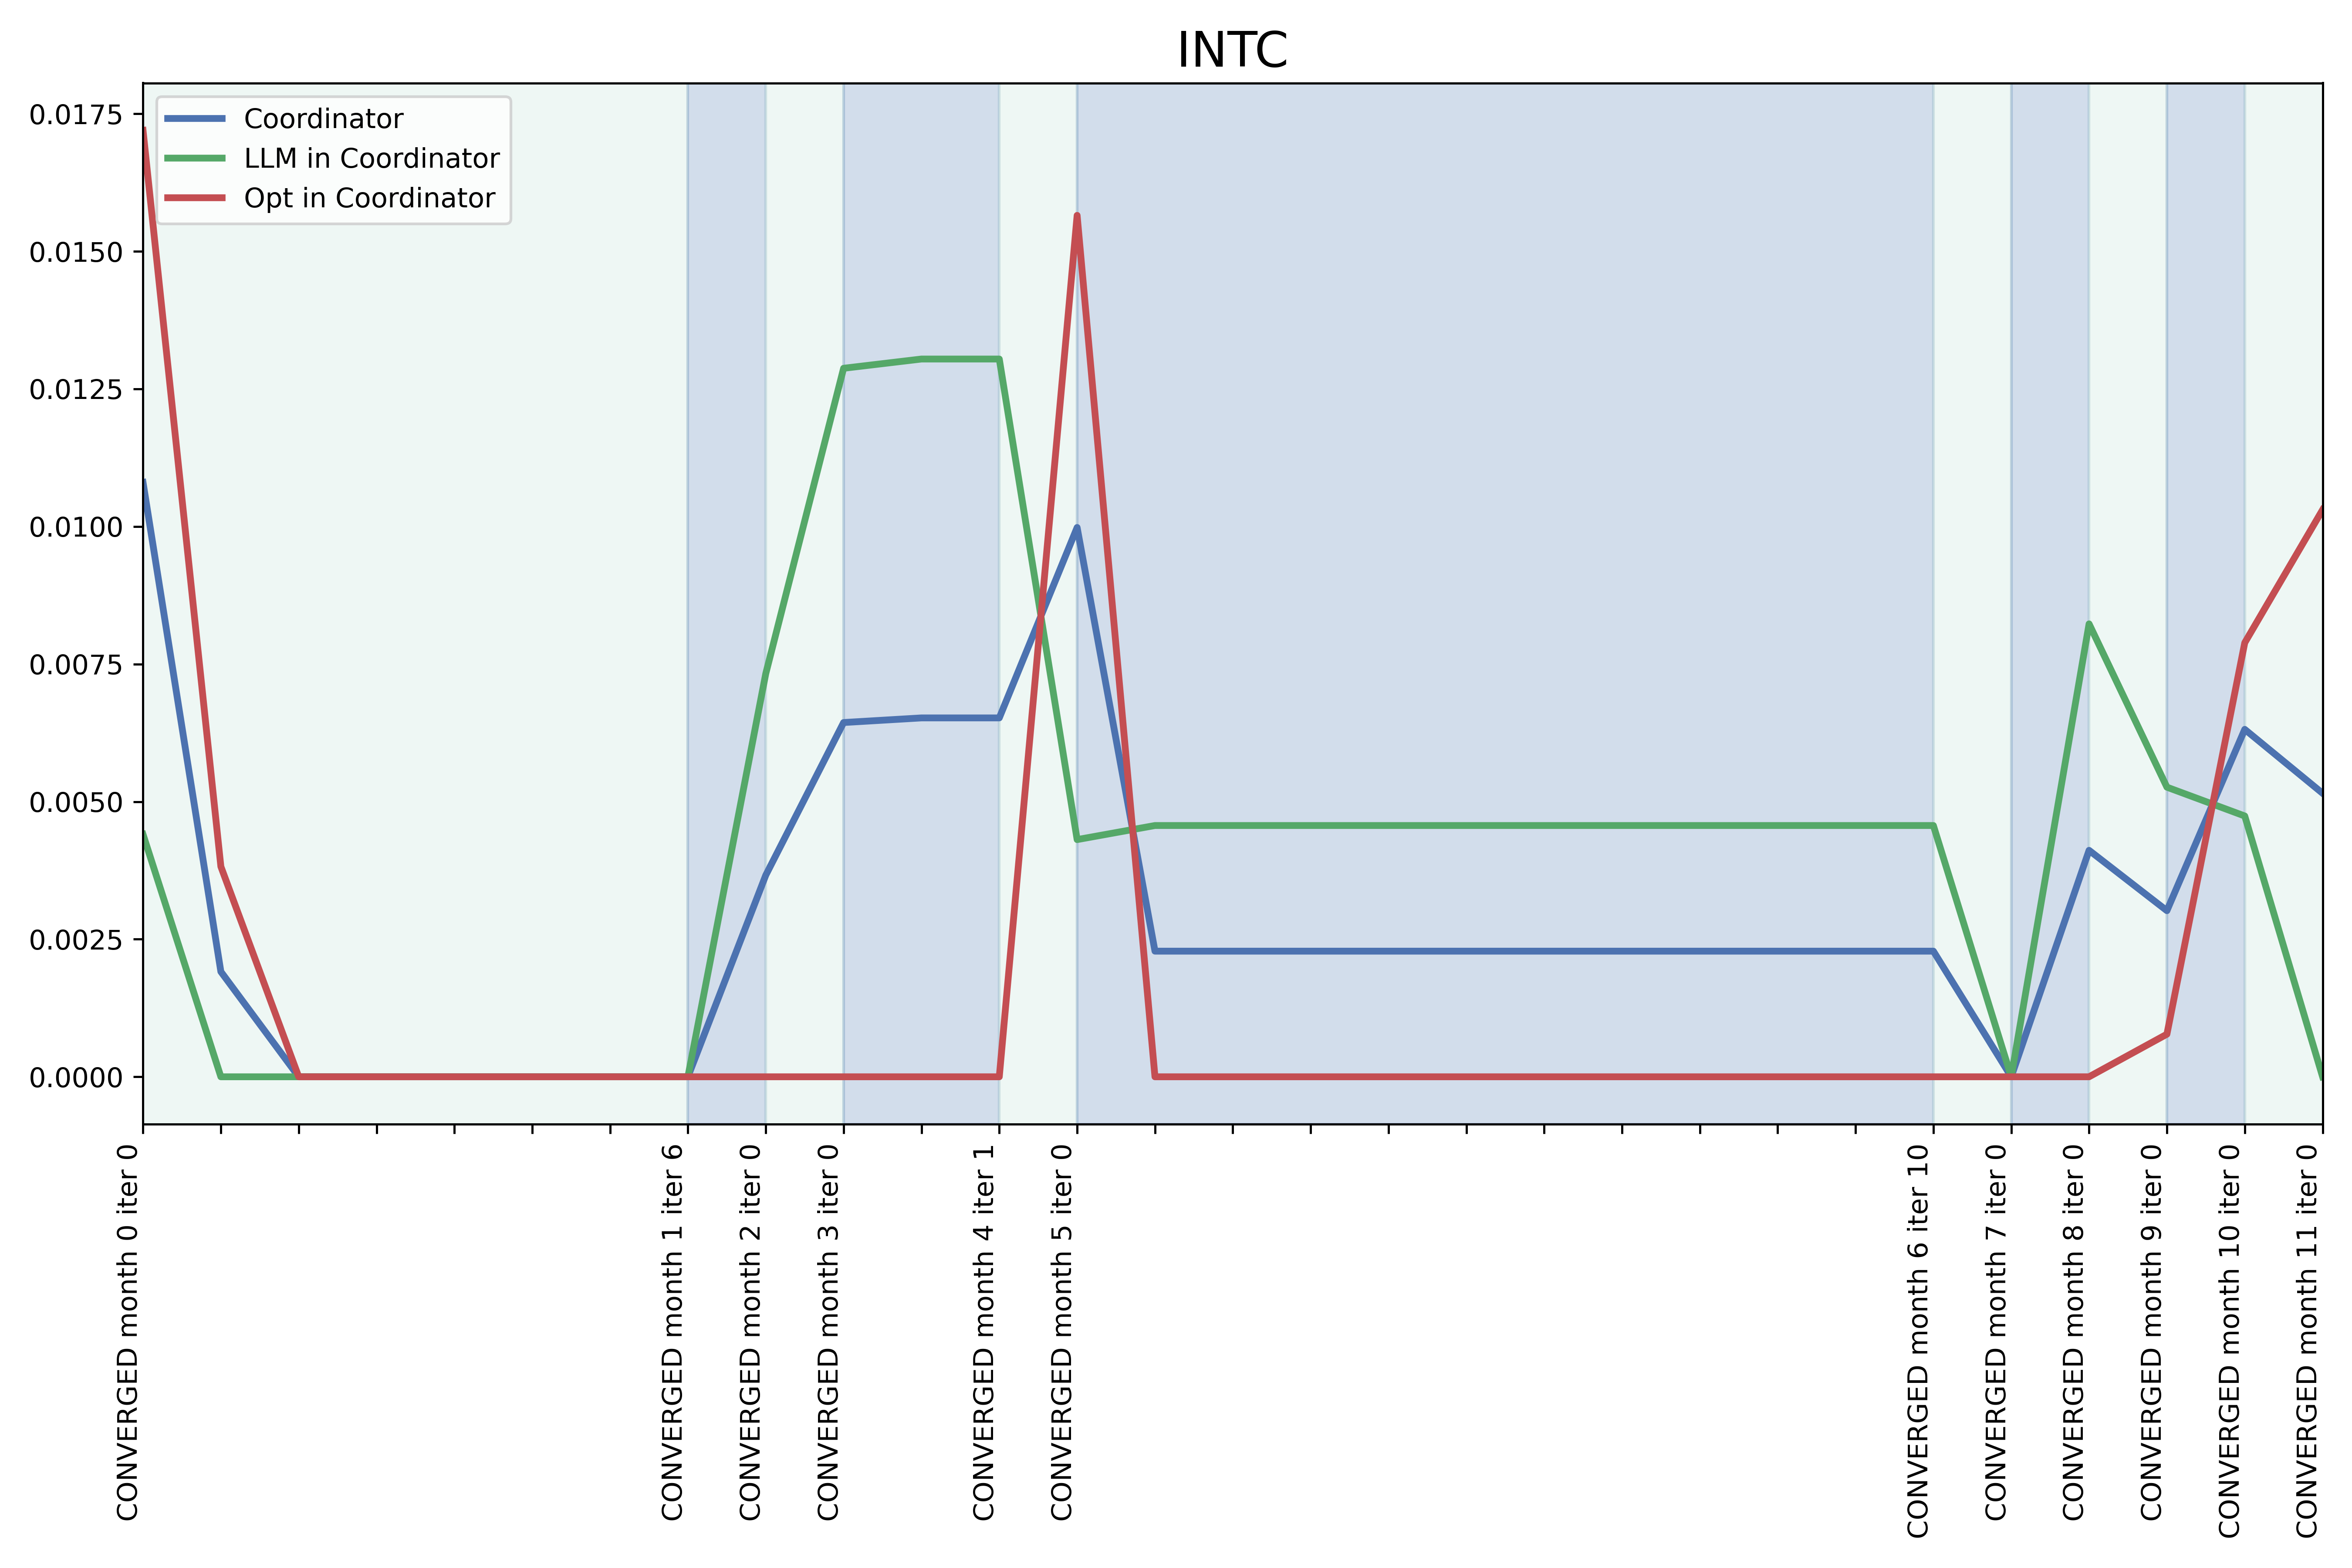 INTC
Coordinator
LLM in Coordinator
Opt in Coordinator
0.0175
0.0150
0.0125
0.0100
0.0075
0.0050
0.0025
0.0000
CONVERGED month 0 iter 0
CONVERGED month 1 iter 6
CONVERGED month 2 iter 0
CONVERGED month 3 iter 0
CONVERGED month 4 iter 1
CONVERGED month 5 iter 0
CONVERGED month 6 iter 10
CONVERGED month 7 iter 0
CONVERGED month 8 iter 0
CONVERGED month 9 iter 0
CONVERGED month 10 iter 0
CONVERGED month 11 iter 0